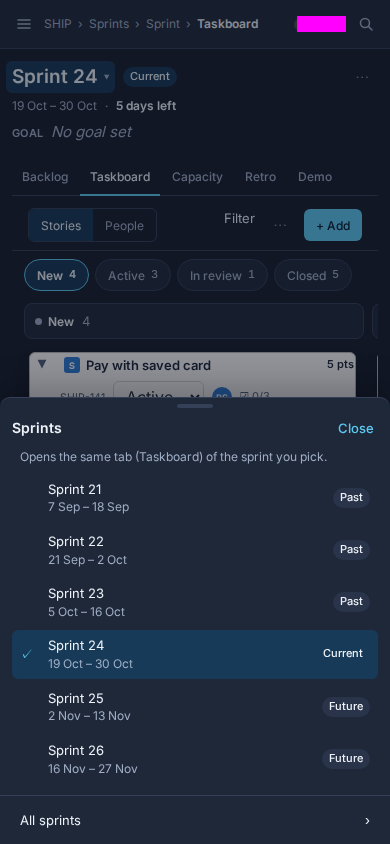 SHIP › Sprints › Sprint › Taskboard
Sprint 24 ▾ Current ...
19 Oct – 30 Oct · 5 days left
GOAL No goal set
Backlog Taskboard Capacity Retro Demo
Stories People Filter ... + Add
New 4 Active 3 In review 1 Closed 5
New 4
▼ S Pay with saved card 5 pts
SHIP-141 Active 0/3
Sprints Close
Opens the same tab (Taskboard) of the sprint you pick.
Sprint 21
7 Sep – 18 Sep
Past
Sprint 22
21 Sep – 2 Oct
Past
Sprint 23
5 Oct – 16 Oct
Past
✓ Sprint 24
19 Oct – 30 Oct
Current
Sprint 25
2 Nov – 13 Nov
Future
Sprint 26
16 Nov – 27 Nov
Future
All sprints ›